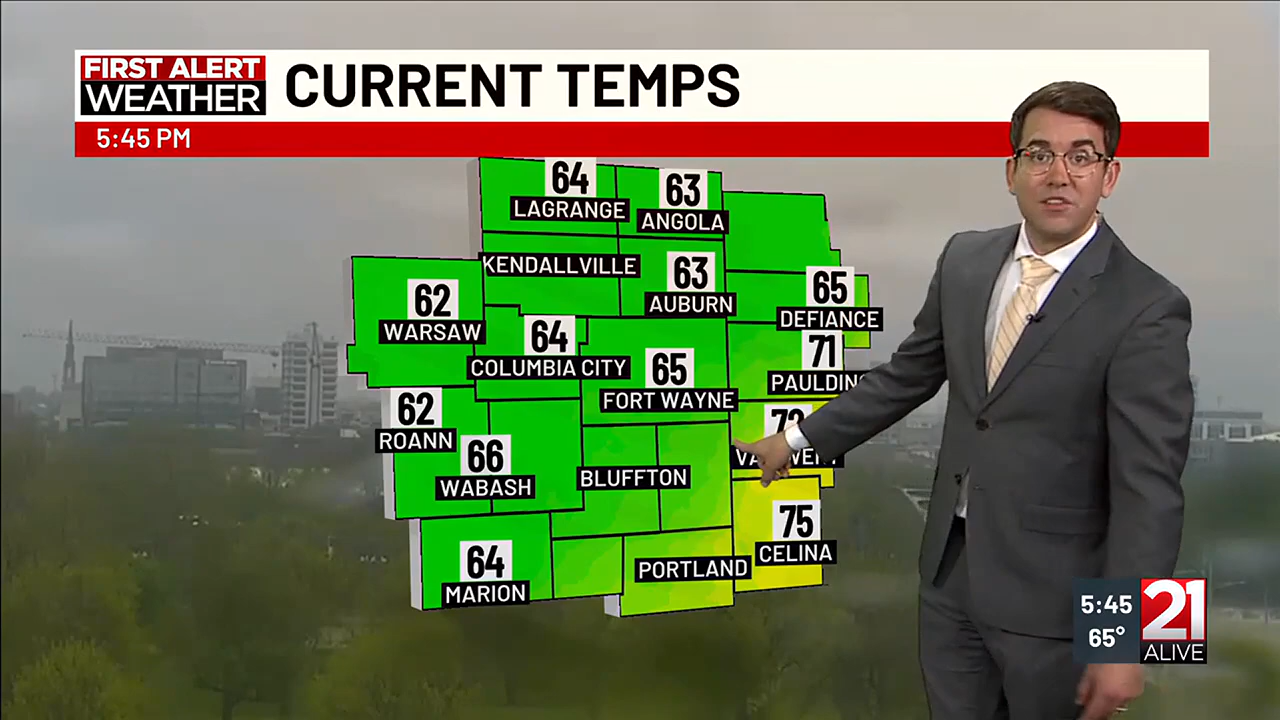 FIRST ALERT
WEATHER
CURRENT TEMPS
5:45 PM
64
LAGRANGE
63
ANGOLA
KENDALLVILLE
63
AUBURN
62
WARSAW
65
DEFIANCE
64
COLUMBIA CITY
71
65
FORT WAYNE
62
ROANN
66
WABASH
BLUFFTON
75
CELINA
64
MARION
PORTLAND
5:45
65°
21
ALIVE